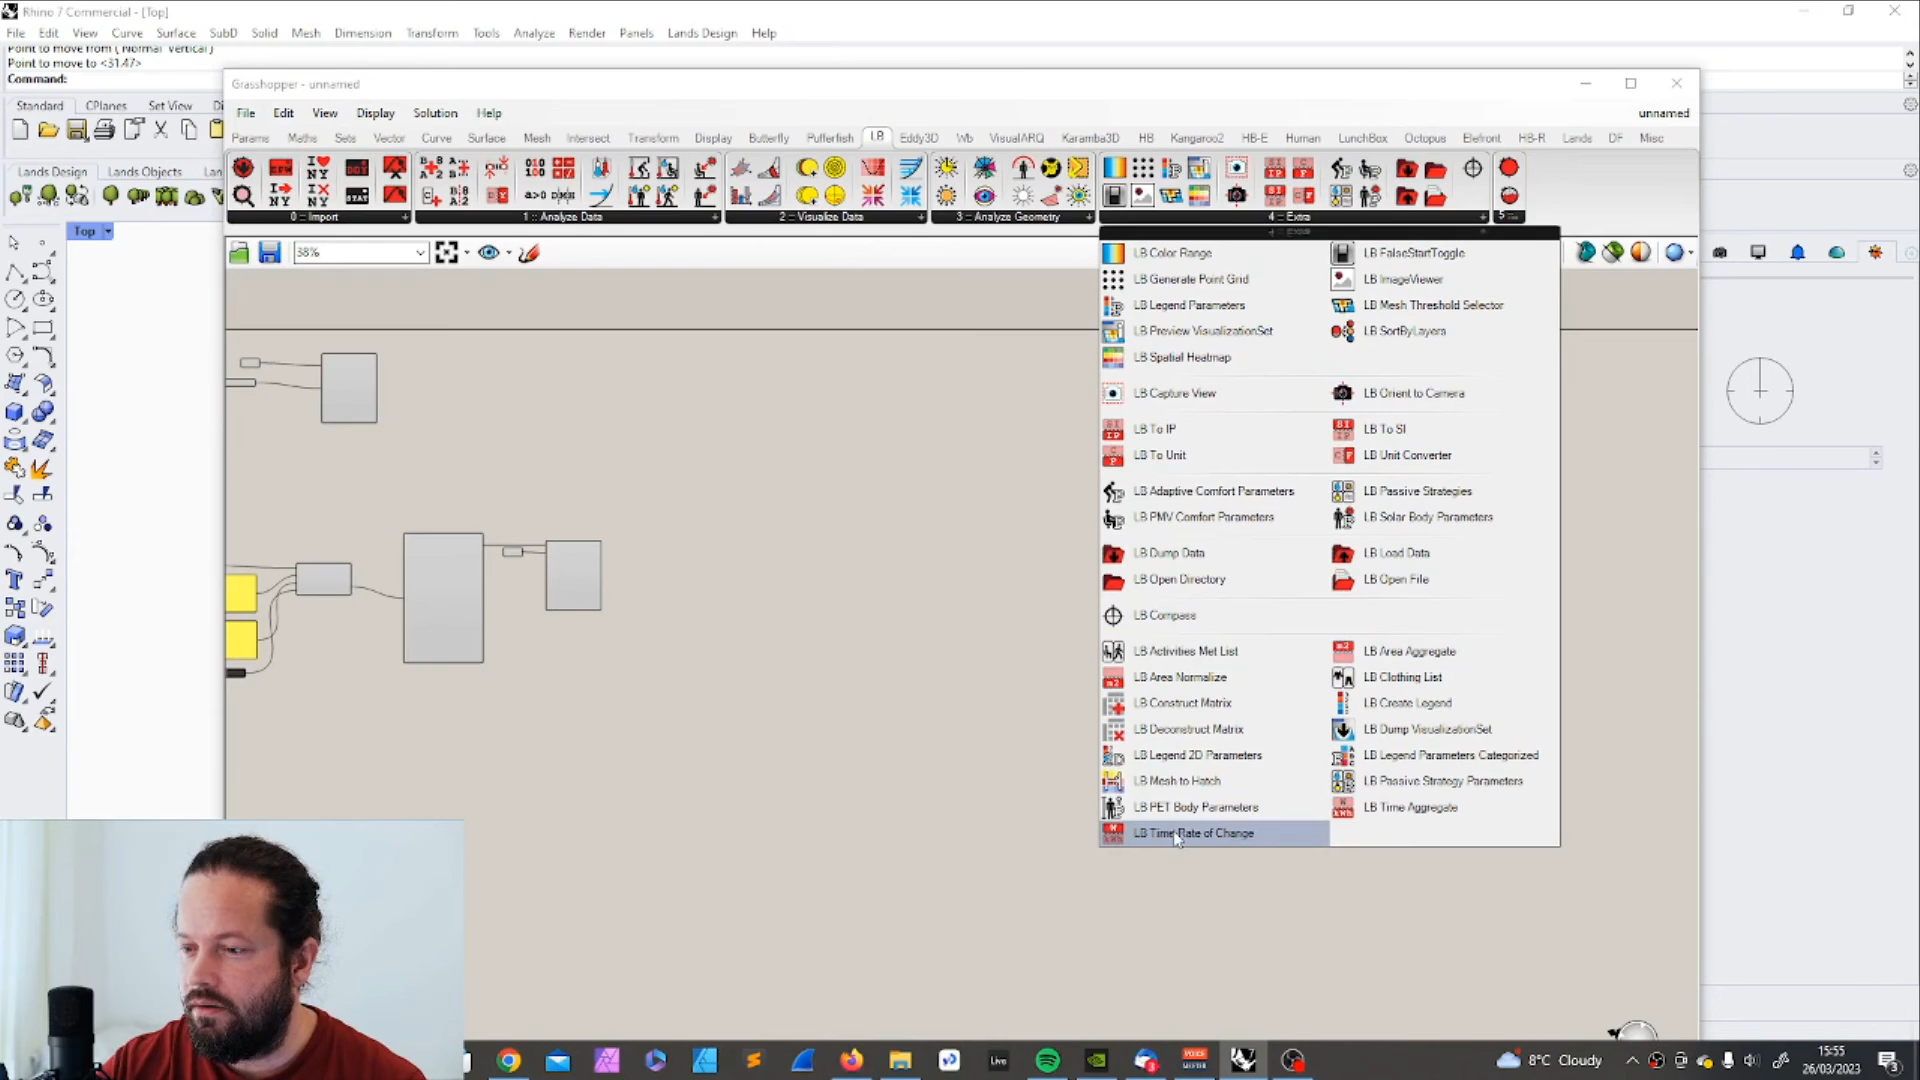 Rhino 7 Commercial - [Top]
File Edit View Curve Surface SubD Solid Mesh Dimension Transform Tools Analyze Render Panels Lands Design Help
Point to move from ( Normal Vertical )
Point to move to <31.47>
Command:
Standard CPlanes Set View
Lands Design Lands Objects
Top
Grasshopper - unnamed
File Edit View Display Solution Help unnamed
Params Maths Sets Vector Curve Surface Mesh Intersect Transform Display Butterfly Pufferfish LB Eddy3D Wb VisualARQ Karamba3D HB Kangaroo2 HB-E Human LunchBox Octopus Elefront HB-R Lands DF Misc
0 :: Import 1 :: Analyze Data 2 :: Visualize Data 3 :: Analyze Geometry 4 :: Extra
38%
4 :: Extra
LB Color Range LB FalseStartToggle
LB Generate Point Grid LB ImageViewer
LB Legend Parameters LB Mesh Threshold Selector
LB Preview VisualizationSet LB SortByLayers
LB Spatial Heatmap
LB Capture View LB Orient to Camera
LB To IP LB To SI
LB To Unit LB Unit Converter
LB Adaptive Comfort Parameters LB Passive Strategies
LB PMV Comfort Parameters LB Solar Body Parameters
LB Dump Data LB Load Data
LB Open Directory LB Open File
LB Compass
LB Activities Met List LB Area Aggregate
LB Area Normalize LB Clothing List
LB Construct Matrix LB Create Legend
LB Deconstruct Matrix LB Dump VisualizationSet
LB Legend 2D Parameters LB Legend Parameters Categorized
LB Mesh to Hatch LB Passive Strategy Parameters
LB PET Body Parameters LB Time Aggregate
LB Time Rate of Change
Live
8°C Cloudy
15:55
26/03/2023